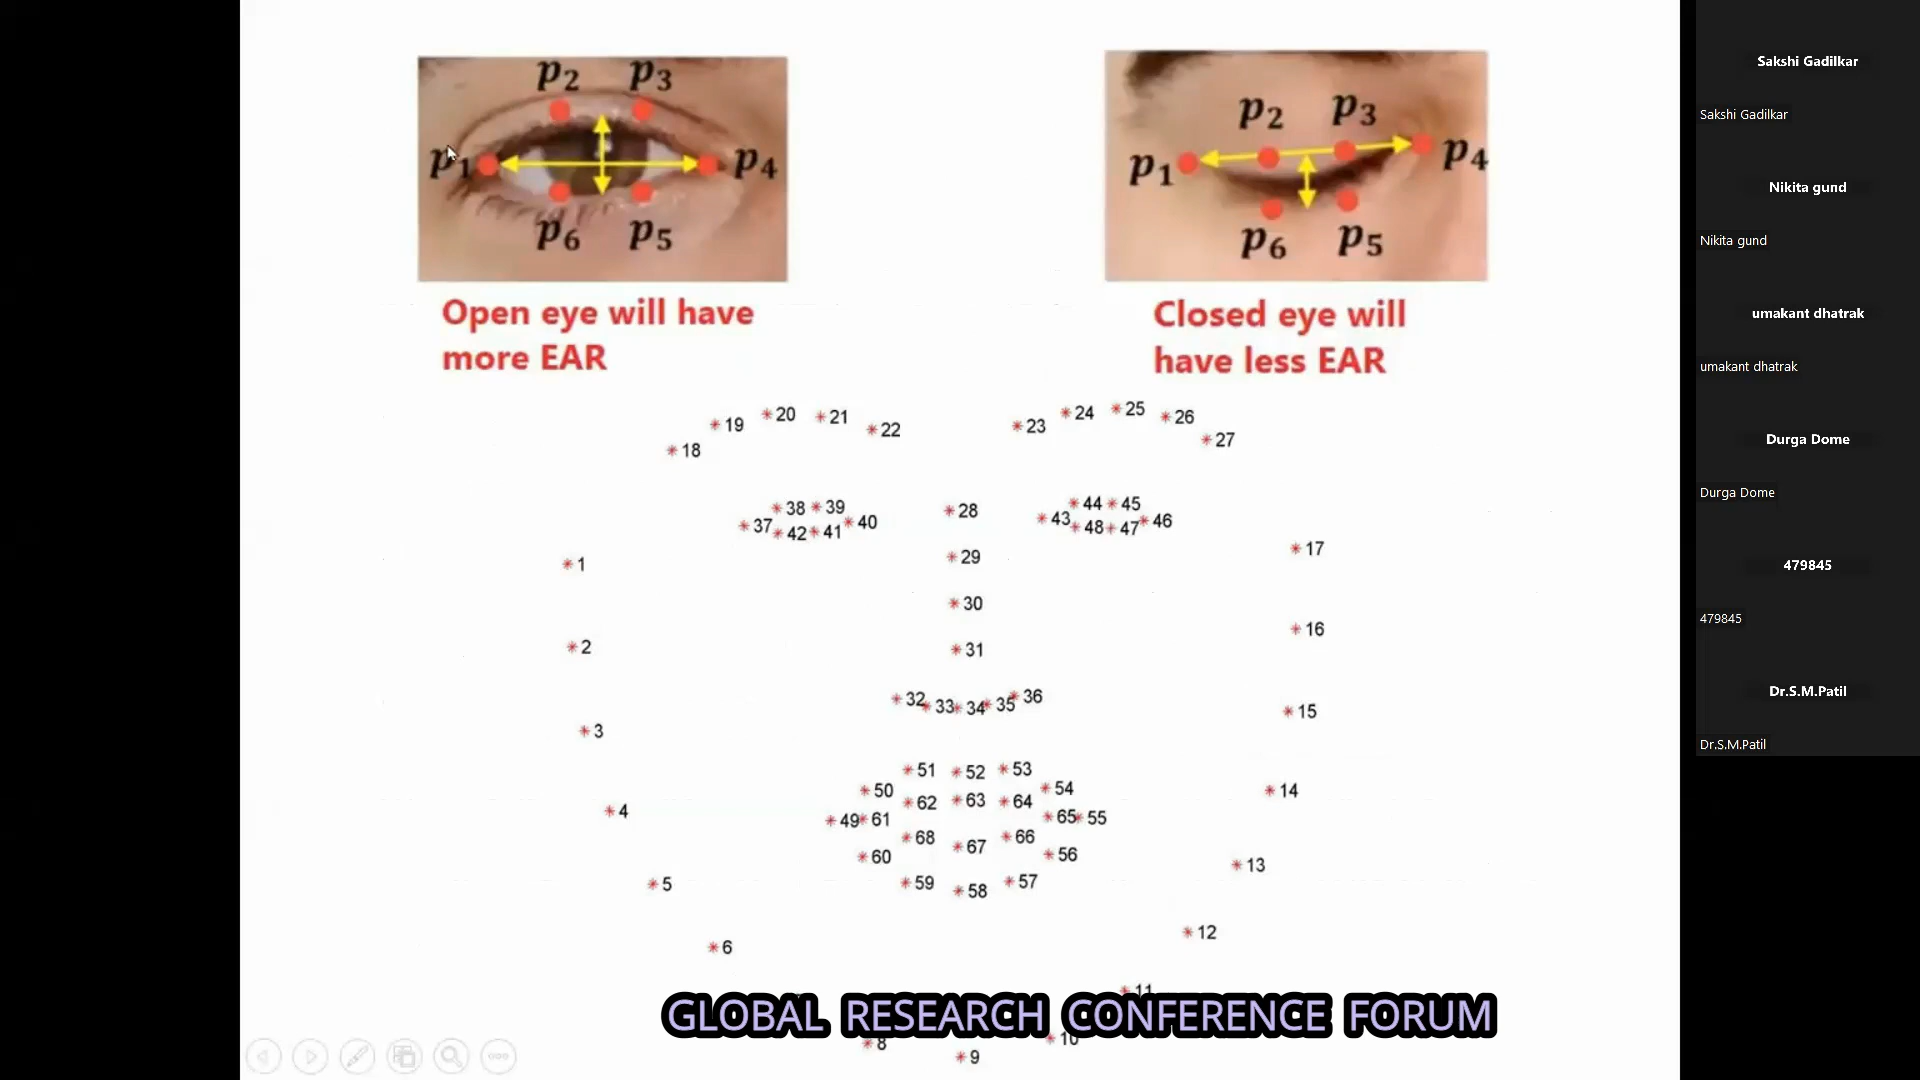 p2 p3
p1 p4
p6 p5
Open eye will have
more EAR
p2 p3
p1 p4
p6 p5
Closed eye will
have less EAR
18 19 20 21 22 23 24 25 26 27
37 38 39 40 41 42 28 43 44 45 46 47 48
29
1 17
30
2 16
31
32 33 34 35 36
3 15
51 52 53
50 54 14
62 63 64
4 49 61 65 55
68 67 66
60 56 13
5 59 58 57
6 12
11
GLOBAL RESEARCH CONFERENCE FORUM
8 9 10
Sakshi Gadilkar
Sakshi Gadilkar
Nikita gund
Nikita gund
umakant dhatrak
umakant dhatrak
Durga Dome
Durga Dome
479845
479845
Dr.S.M.Patil
Dr.S.M.Patil